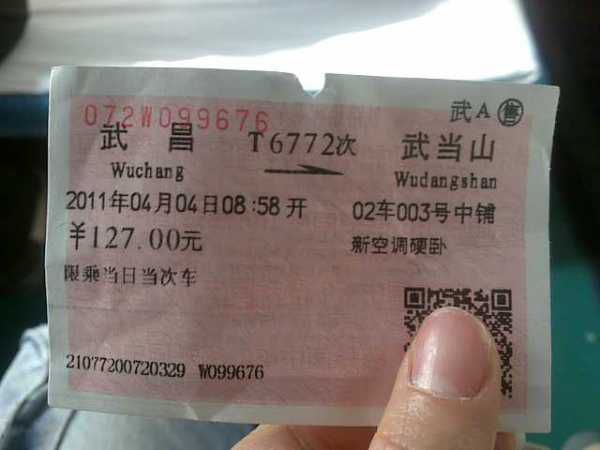 072W099676
武A售
武昌 T6772次 武当山
Wuchang Wudangshan
2011年04月04日08:58开 02车003号中铺
¥127.00元 新空调硬卧
限乘当日当次车
21077200720329 W099676